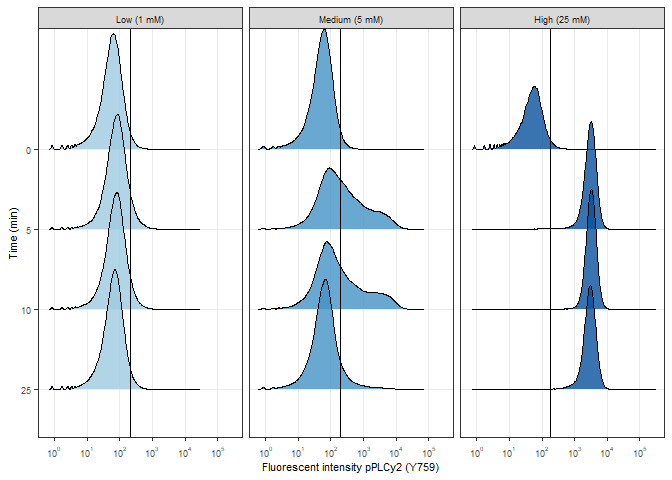 Low (1 mM) Medium (5 mM) High (25 mM)
Time (min)
0
5
10
25
10⁰ 10¹ 10² 10³ 10⁴ 10⁵ 10⁰ 10¹ 10² 10³ 10⁴ 10⁵ 10⁰ 10¹ 10² 10³ 10⁴ 10⁵
Fluorescent intensity pPLCy2 (Y759)